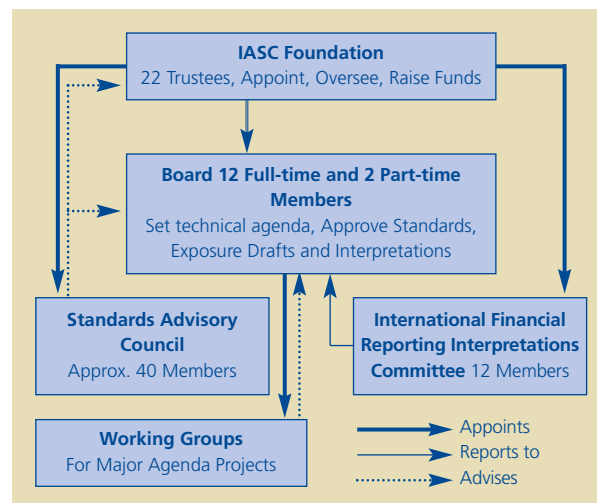 IASC Foundation
22 Trustees, Appoint, Oversee, Raise Funds
Board 12 Full-time and 2 Part-time
Members
Set technical agenda, Approve Standards,
Exposure Drafts and Interpretations
Standards Advisory
Council
Approx. 40 Members
International Financial
Reporting Interpretations
Committee 12 Members
Working Groups
For Major Agenda Projects
Appoints
Reports to
Advises